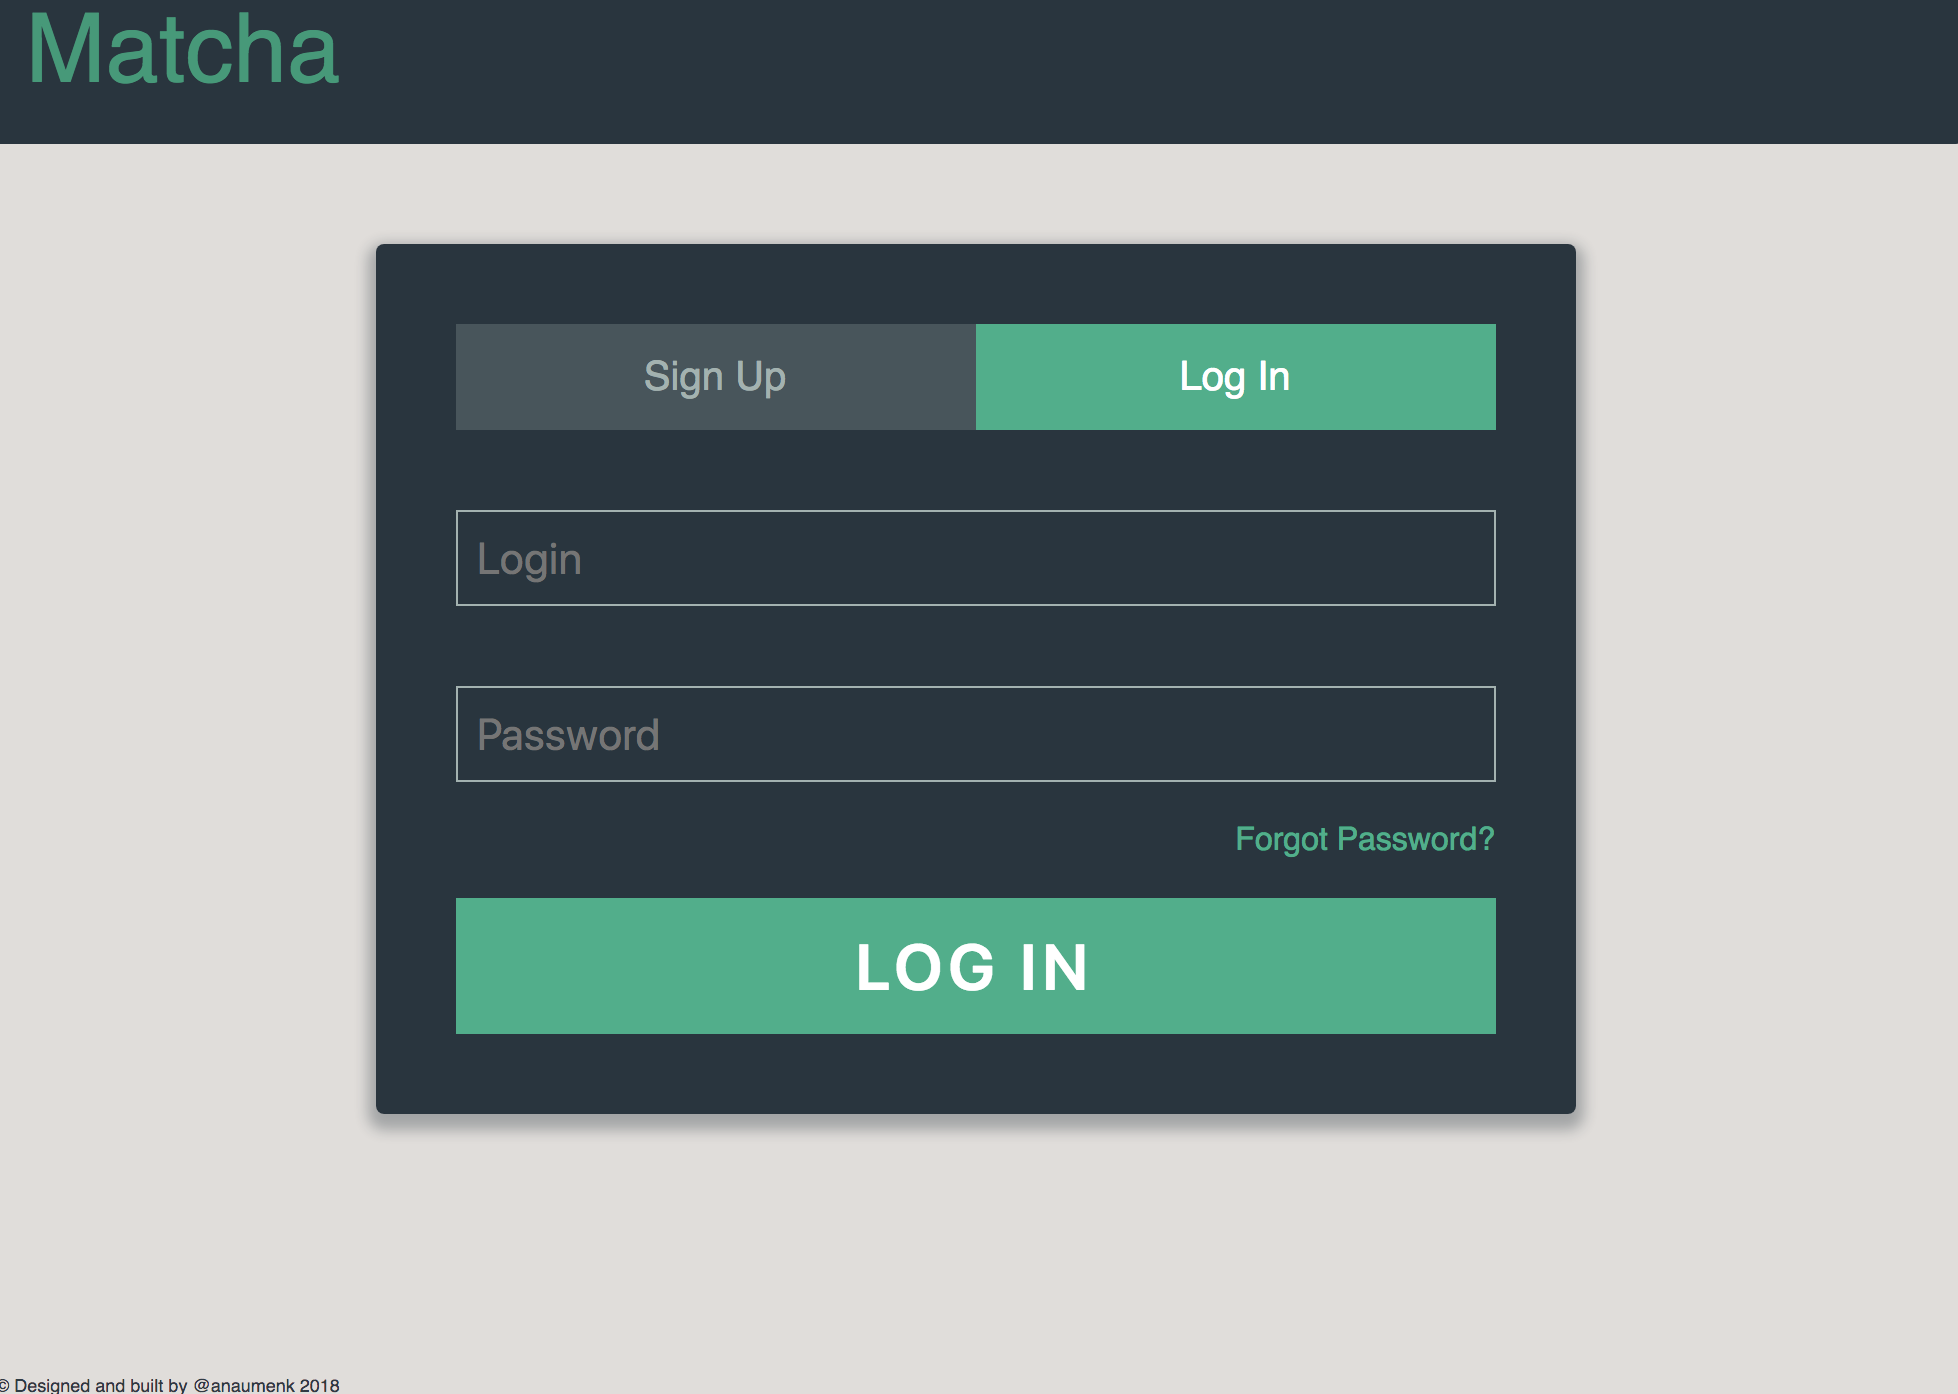 Matcha
Sign Up
Log In
Login
Password
Forgot Password?
LOG IN
© Designed and built by @anaumenk 2018